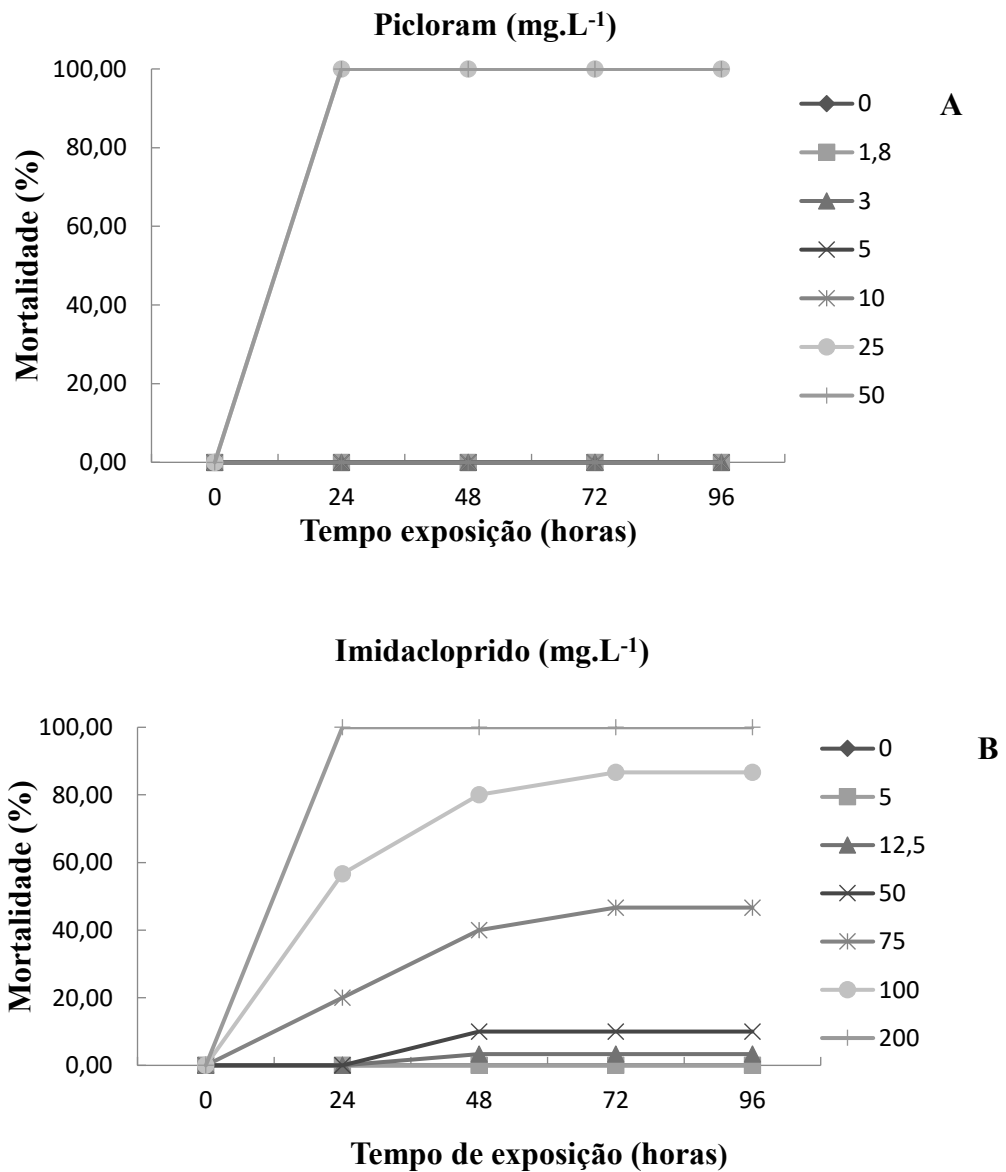 Picloram (mg.L-1)
100,00
80,00
60,00
40,00
20,00
0,00
Mortalidade (%)
0 24 48 72 96
Tempo exposição (horas)
0
1,8
3
5
10
25
50
A
Imidacloprido (mg.L-1)
100,00
80,00
60,00
40,00
20,00
0,00
Mortalidade (%)
0 24 48 72 96
Tempo de exposição (horas)
0
5
12,5
50
75
100
200
B